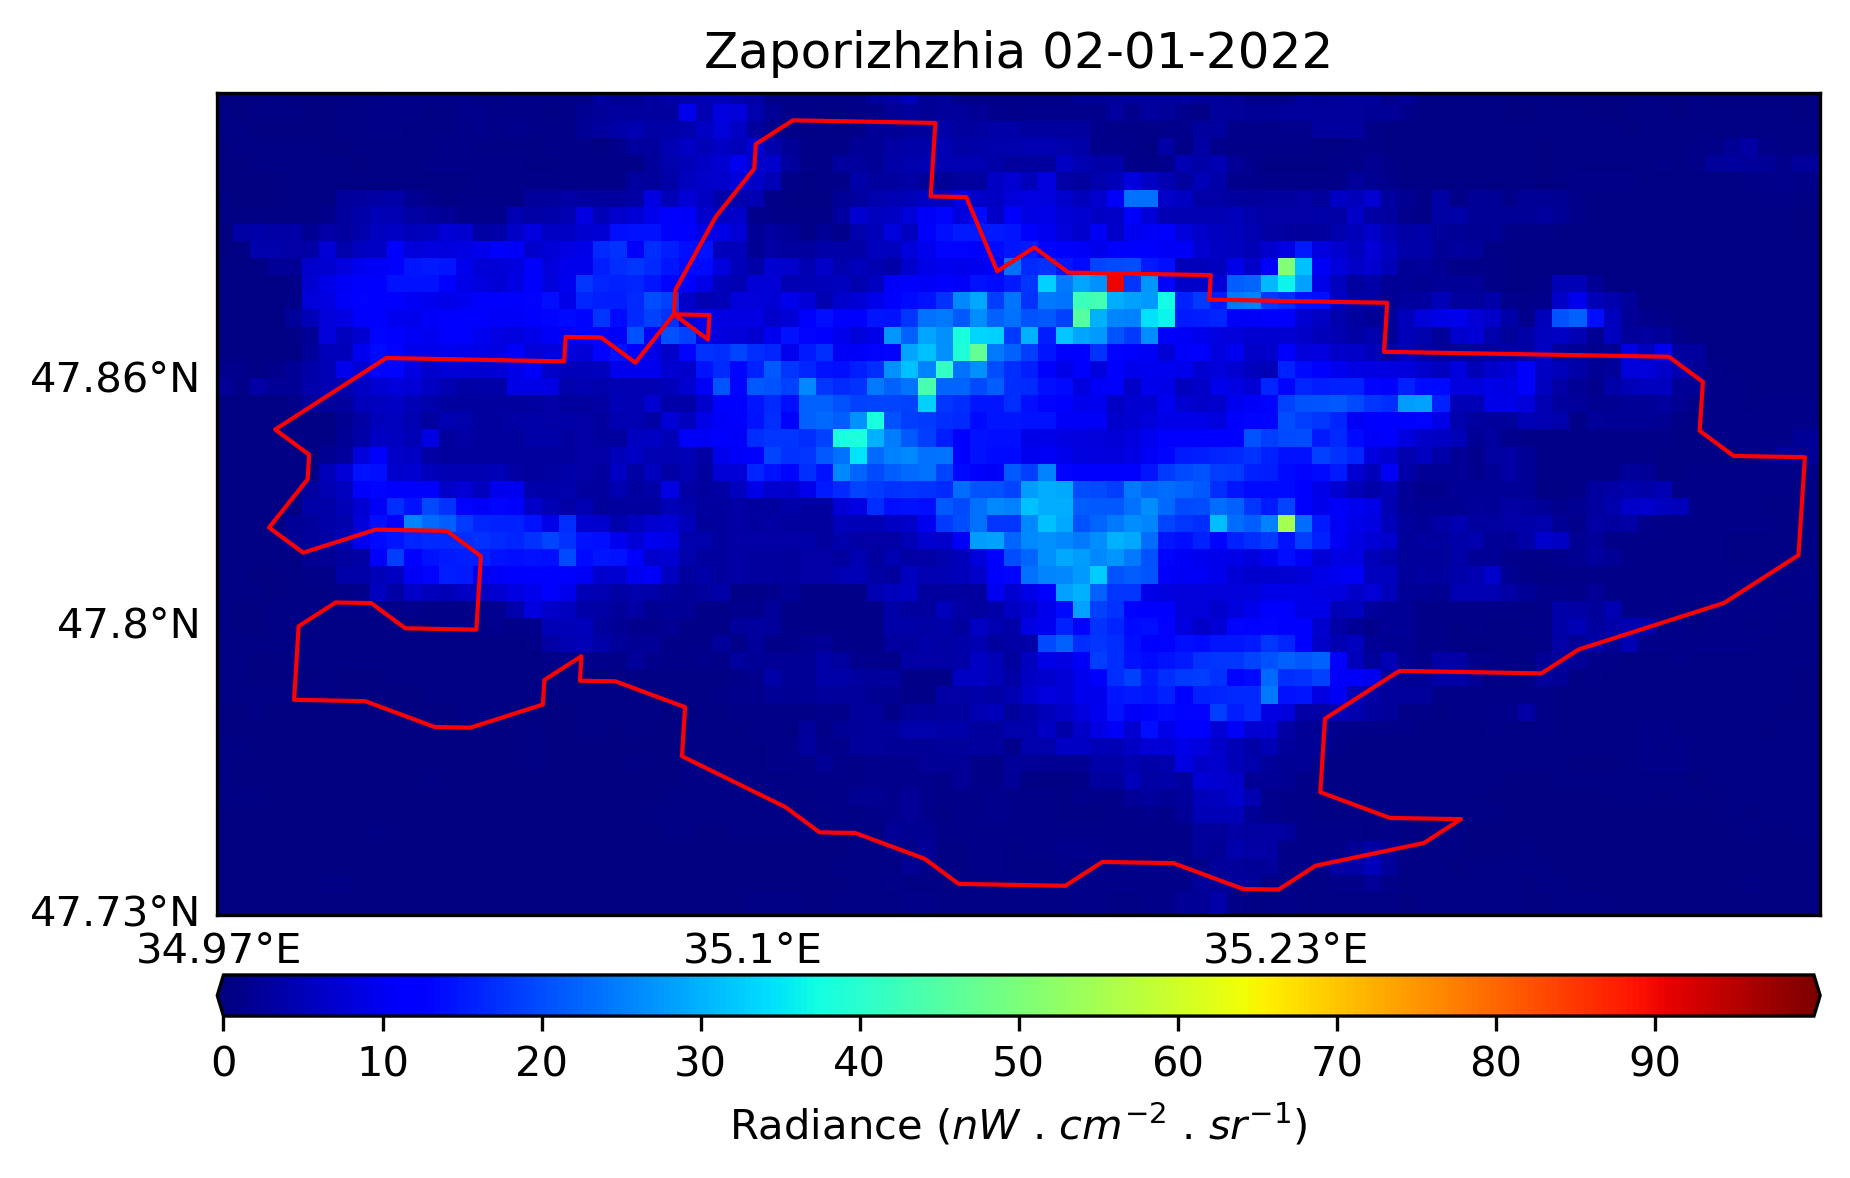 Zaporizhzhia 02-01-2022
47.86°N
47.8°N
47.73°N
34.97°E 35.1°E 35.23°E
0 10 20 30 40 50 60 70 80 90
Radiance (nW . cm⁻² . sr⁻¹)